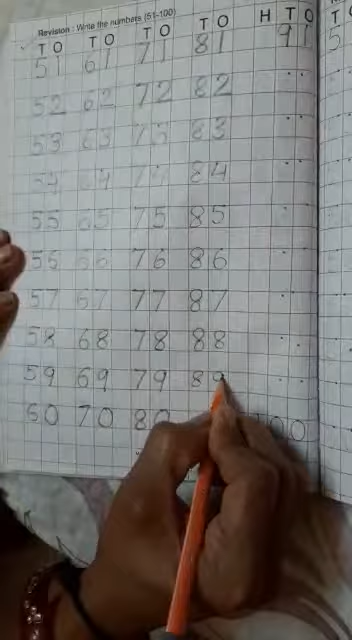 Revision : Write the numbers (51-100)
T O T O T O T O H T O T
51 61 71 81 91 5
52 62 72 82
53 63 73 83
54 64 74 84
55 65 75 85
56 66 76 86
57 67 77 87
58 68 78 88
59 69 79 89
60 70 80 100